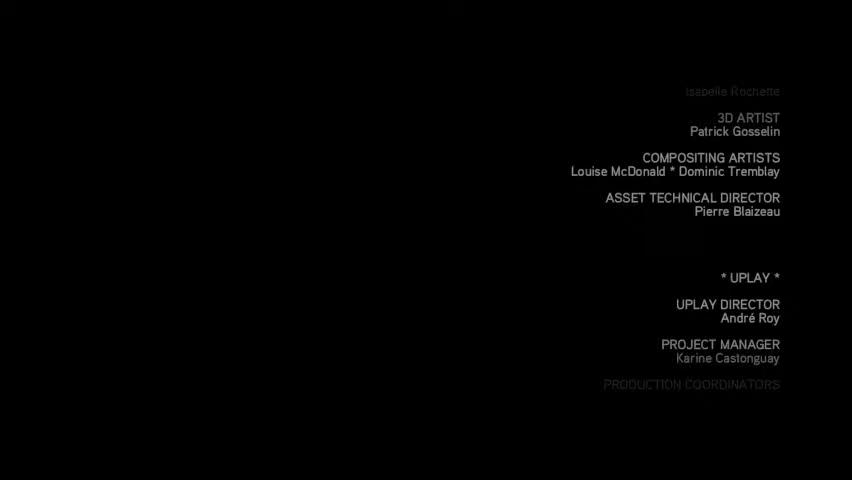 Isabelle Rochette
3D ARTIST
Patrick Gosselin
COMPOSITING ARTISTS
Louise McDonald * Dominic Tremblay
ASSET TECHNICAL DIRECTOR
Pierre Blaizeau
* UPLAY *
UPLAY DIRECTOR
André Roy
PROJECT MANAGER
Karine Castonguay
PRODUCTION COORDINATORS